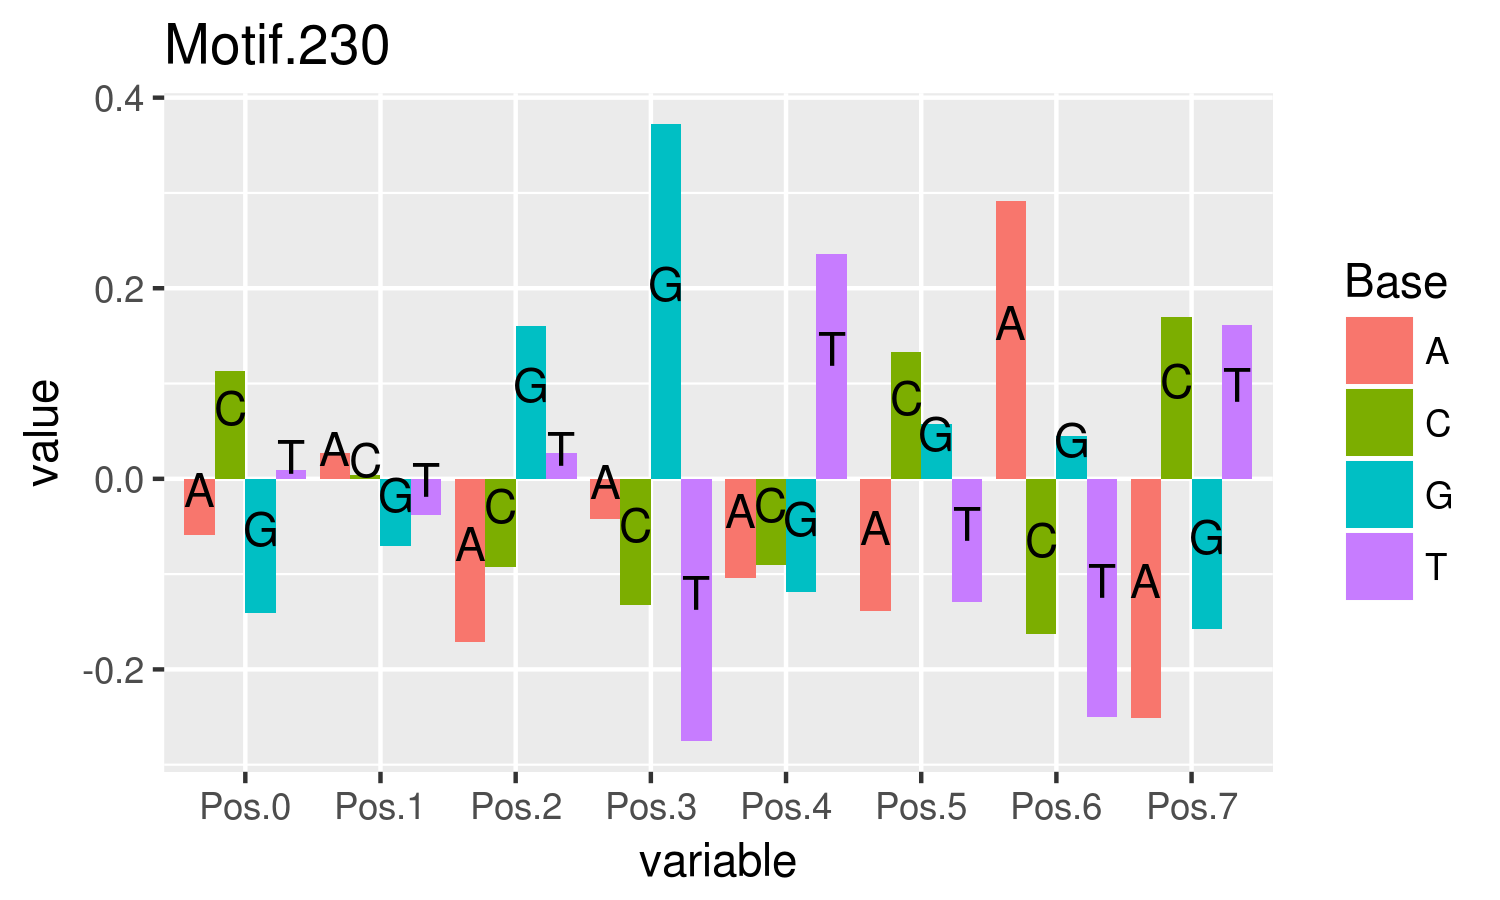 Motif.230
0.4
0.2
0.0
-0.2
value
A C G T A C G T A C G T A C G T A C G T A C G T A C G T A C G T
Pos.0 Pos.1 Pos.2 Pos.3 Pos.4 Pos.5 Pos.6 Pos.7
variable
Base
A
C
G
T